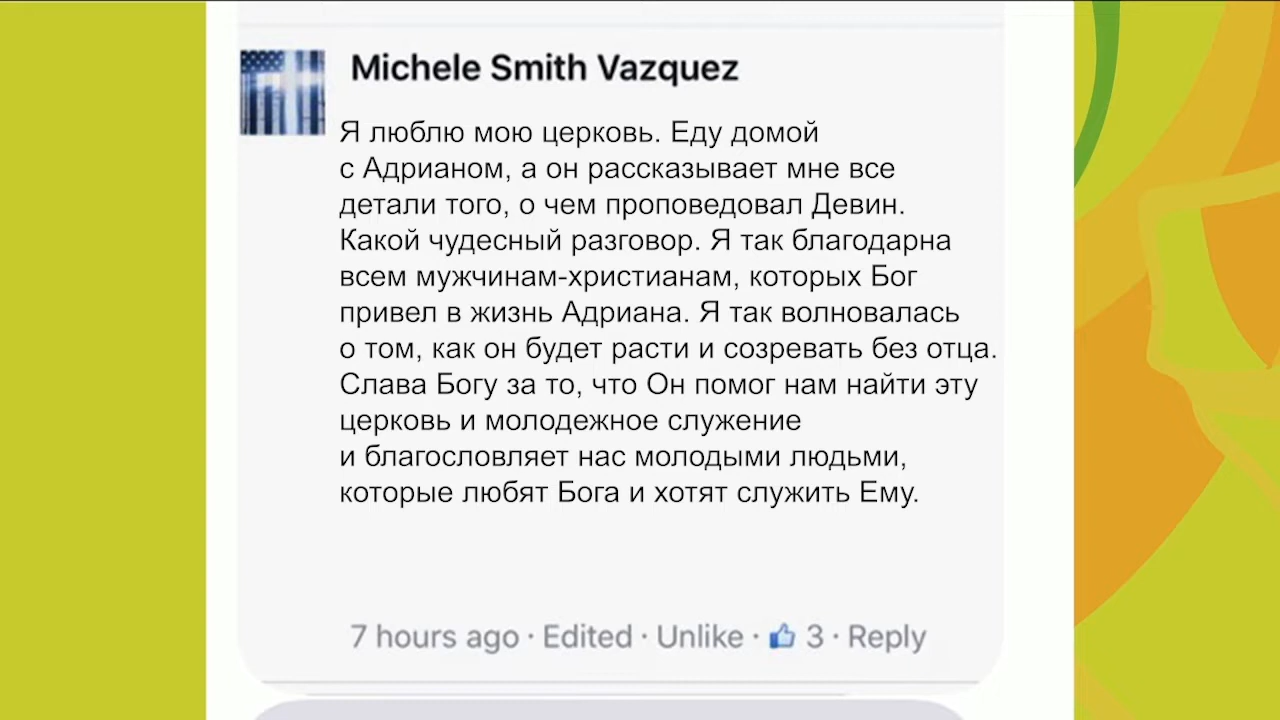 Michele Smith Vazquez
Я люблю мою церковь. Еду домой
с Адрианом, а он рассказывает мне все
детали того, о чем проповедовал Девин.
Какой чудесный разговор. Я так благодарна
всем мужчинам-христианам, которых Бог
привел в жизнь Адриана. Я так волновалась
о том, как он будет расти и созревать без отца.
Слава Богу за то, что Он помог нам найти эту
церковь и молодежное служение
и благословляет нас молодыми людьми,
которые любят Бога и хотят служить Ему.
7 hours ago · Edited · Unlike · 3 · Reply